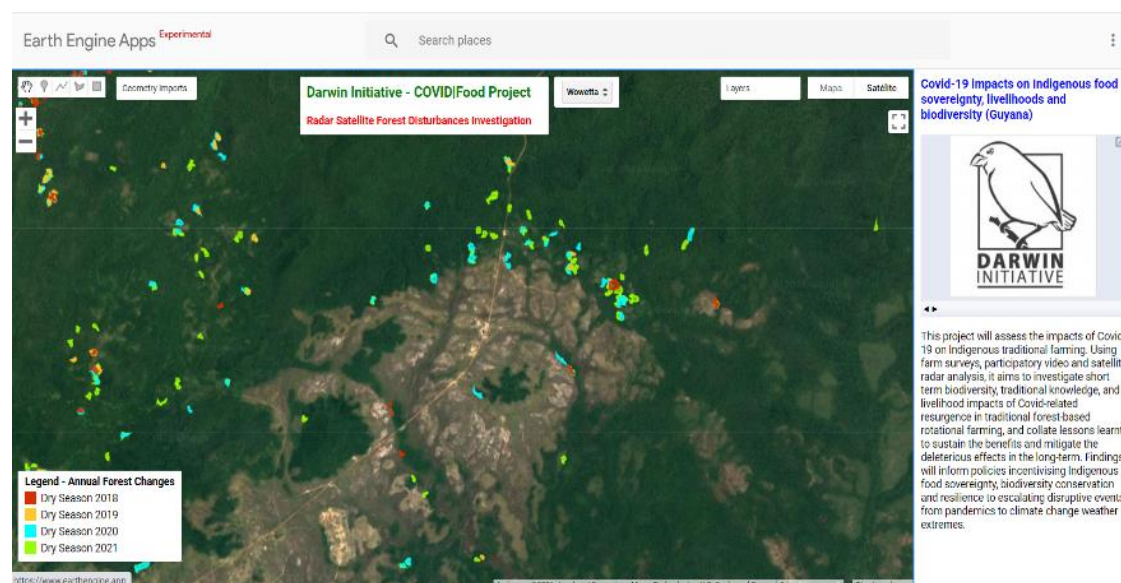 Earth Engine Apps Experimental
Search places
Geometry Imports
Darwin Initiative - COVID|Food Project
Radar Satellite Forest Disturbances Investigation
Wowetta
Layers
Mapa
Satélite
Covid-19 impacts on Indigenous food
sovereignty, livelihoods and
biodiversity (Guyana)
DARWIN
INITIATIVE
This project will assess the impacts of Covid
19 on Indigenous traditional farming. Using
farm surveys, participatory video and satellit
radar analysis, it aims to investigate short
term biodiversity, traditional knowledge, and
livelihood impacts of Covid-related
resurgence in traditional forest-based
rotational farming, and collate lessons learnt
to sustain the benefits and mitigate the
deleterious effects in the long-term. Findings
will inform policies incentivising Indigenous
food sovereignty, biodiversity conservation
and resilience to escalating disruptive events
from pandemics to climate change weather
extremes.
Legend - Annual Forest Changes
Dry Season 2018
Dry Season 2019
Dry Season 2020
Dry Season 2021
https://www.earthengine.app